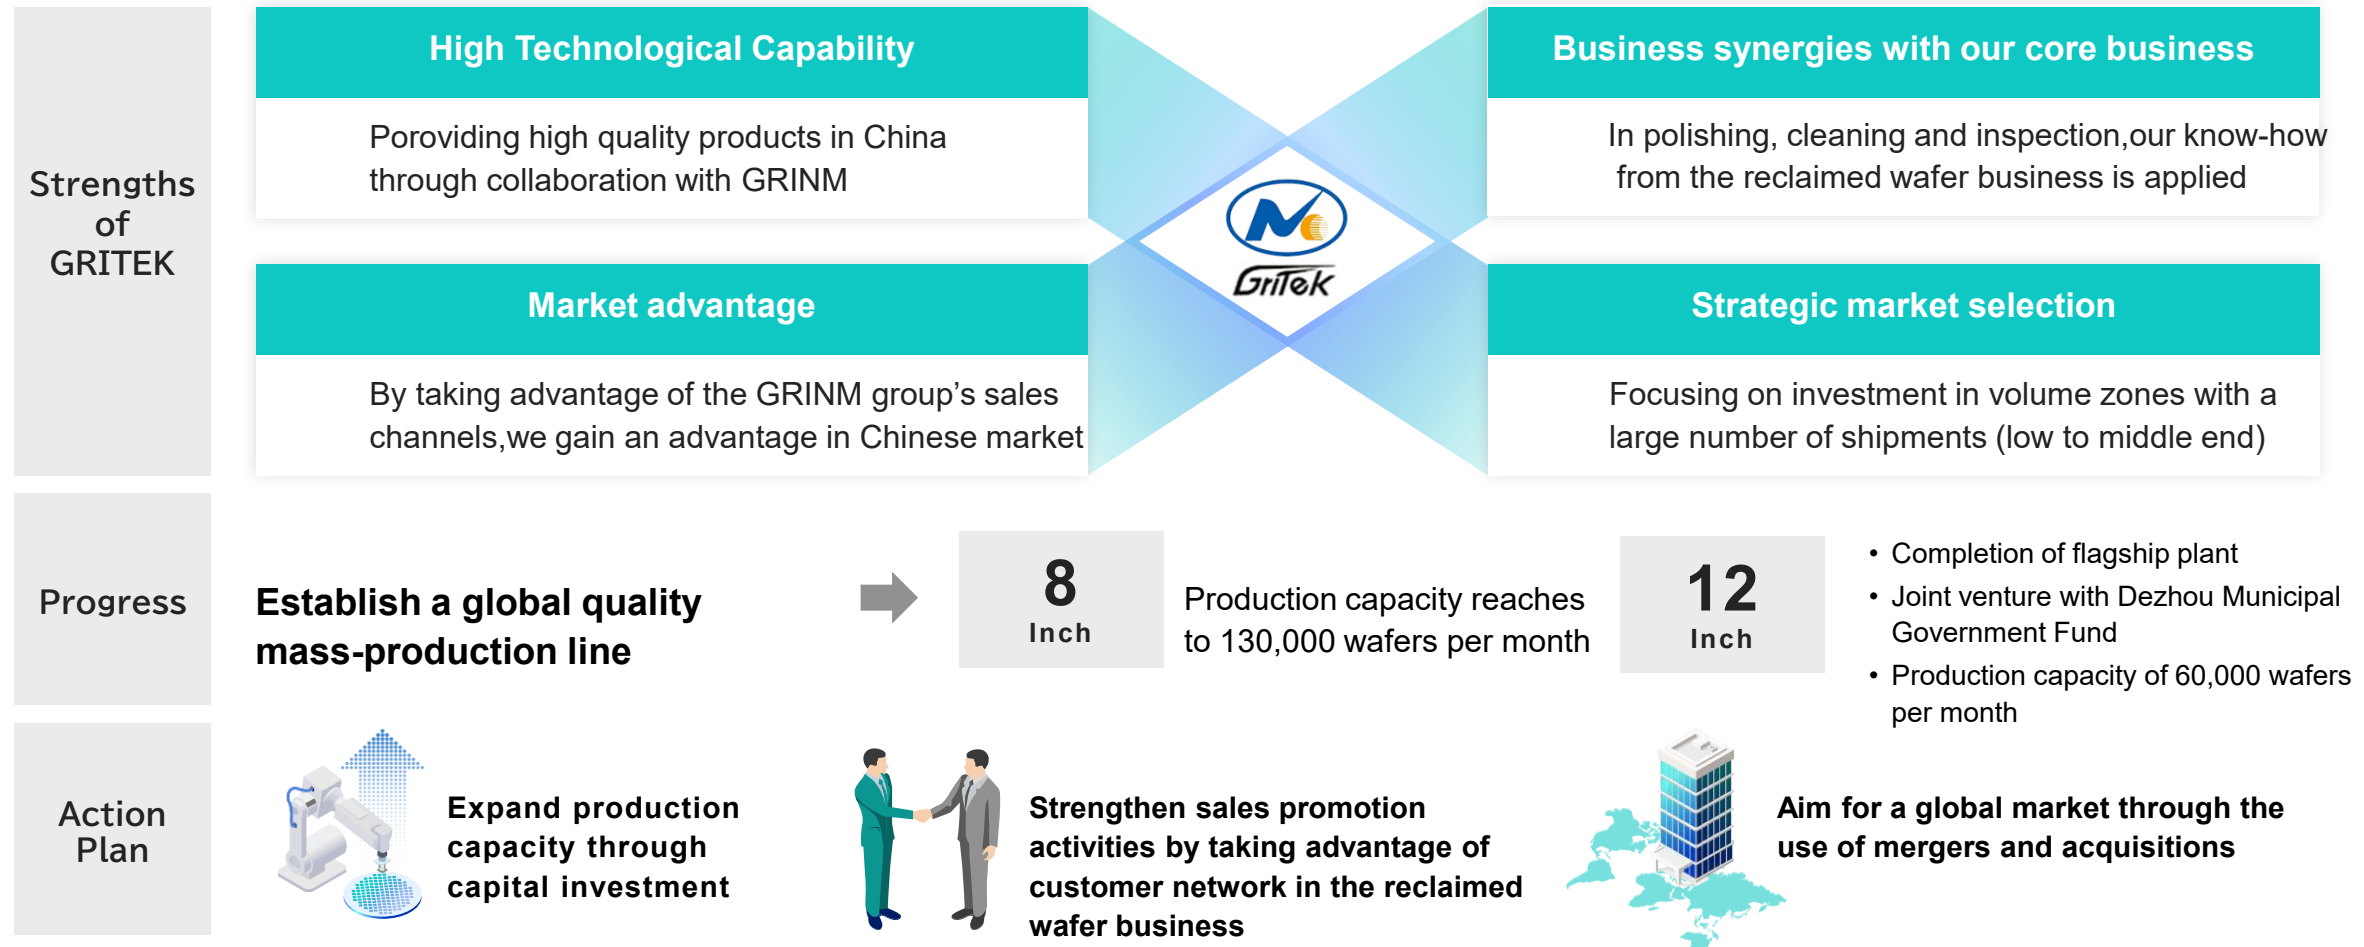 Strengths
of
GRITEK
High Technological Capability
Poroviding high quality products in China
through collaboration with GRINM
Business synergies with our core business
In polishing, cleaning and inspection,our know-how
from the reclaimed wafer business is applied
GriTek
Market advantage
By taking advantage of the GRINM group’s sales
channels,we gain an advantage in Chinese market
Strategic market selection
Focusing on investment in volume zones with a
large number of shipments (low to middle end)
Progress
Establish a global quality
mass-production line
8
Inch
Production capacity reaches
to 130,000 wafers per month
12
Inch
• Completion of flagship plant
• Joint venture with Dezhou Municipal
Government Fund
• Production capacity of 60,000 wafers
per month
Action
Plan
Expand production
capacity through
capital investment
Strengthen sales promotion
activities by taking advantage of
customer network in the reclaimed
wafer business
Aim for a global market through the
use of mergers and acquisitions